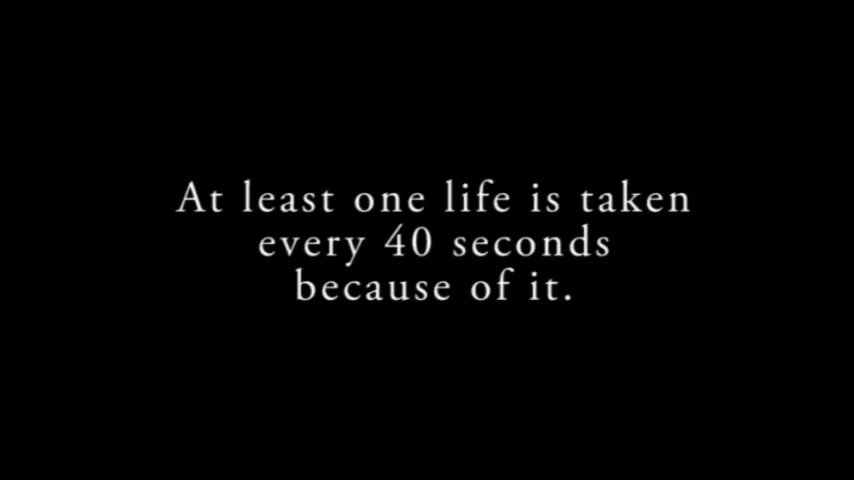 At least one life is taken
every 40 seconds
because of it.